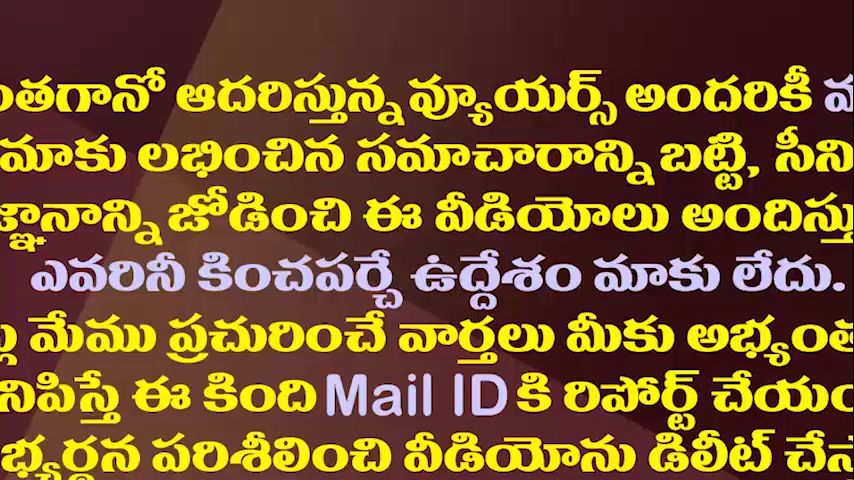 ంతగానో ఆదరిస్తున్న వ్యూయర్స్ అందరికీ
మాకు లభించిన సమాచారాన్ని బట్టి, సీని
జ్ఞానాన్ని జోడించి ఈ వీడియోలు అందిస్తు
ఎవరినీ కించపర్చే ఉద్దేశం మాకు లేదు.
మేము ప్రచురించే వార్తలు మీకు అభ్యంత
నిపిస్తే ఈ కింది Mail ID కి రిపోర్ట్ చేయం
భ్యర్థన పరిశీలించి వీడియోను డిలీట్ చేస